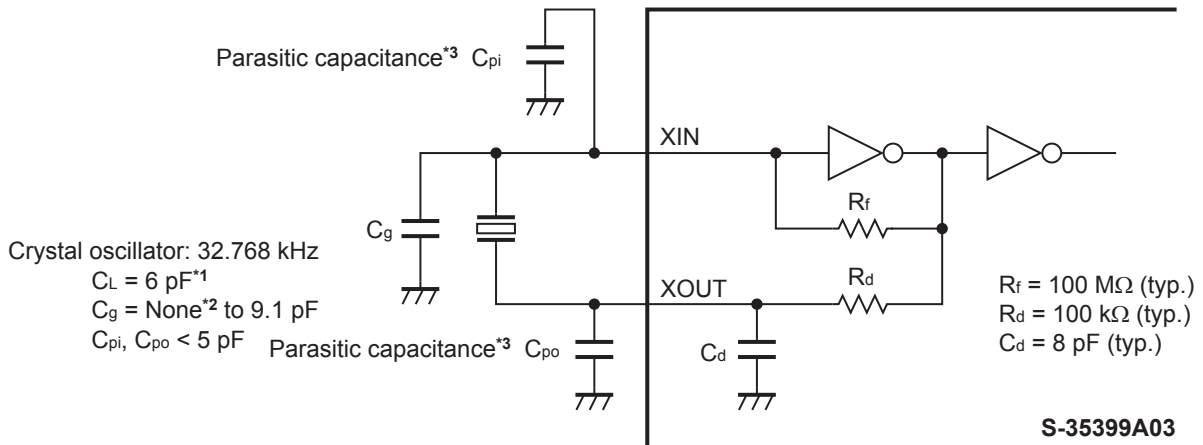 Parasitic capacitance*3 Cpi
XIN
Cg
Rf
Crystal oscillator: 32.768 kHz
CL = 6 pF*1
Cg = None*2 to 9.1 pF
Cpi, Cpo < 5 pF
XOUT
Rd
Parasitic capacitance*3 Cpo
Cd
Rf = 100 MΩ (typ.)
Rd = 100 kΩ (typ.)
Cd = 8 pF (typ.)
S-35399A03